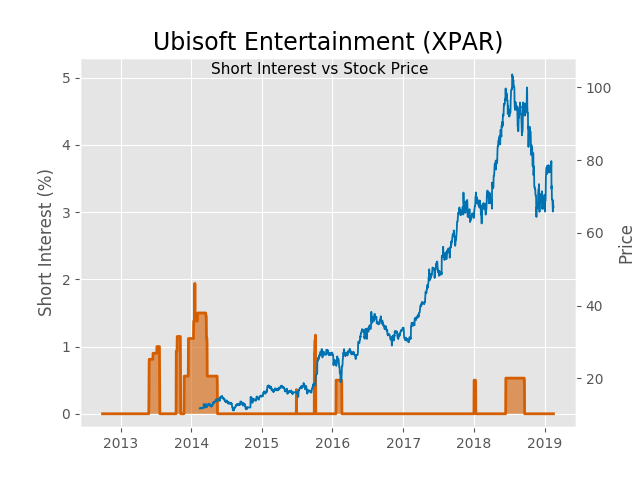 Ubisoft Entertainment (XPAR)
Short Interest vs Stock Price
Short Interest (%)
5
4
3
2
1
0
100
80
60
40
20
Price
2013 2014 2015 2016 2017 2018 2019